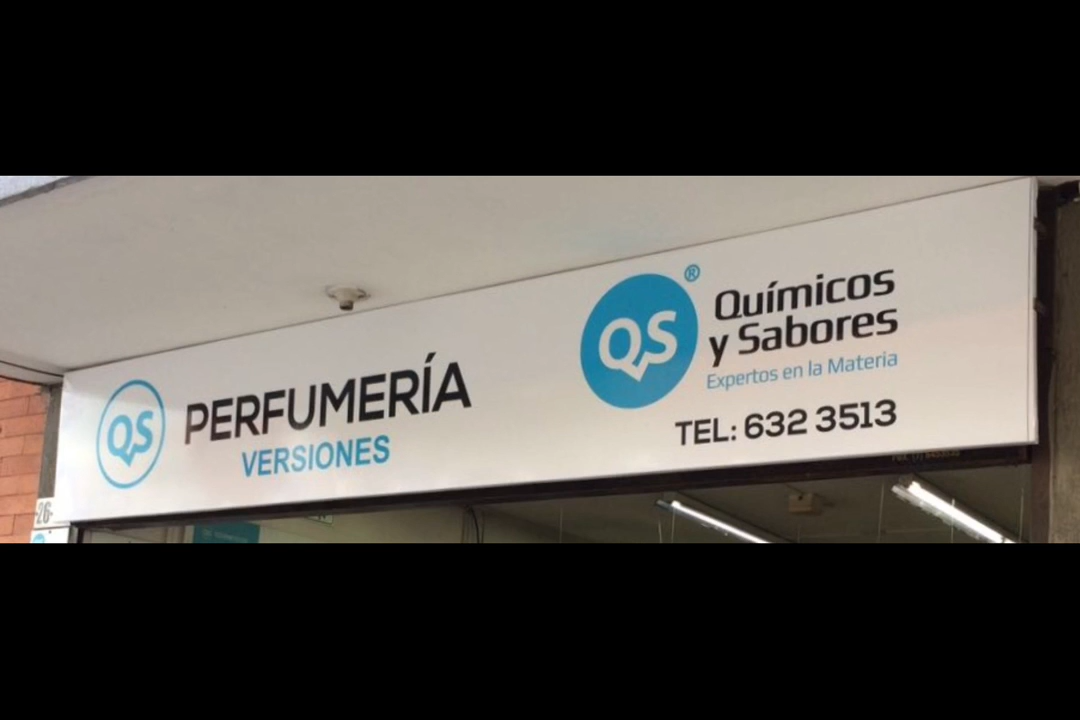 QS
PERFUMERÍA
VERSIONES
QS®
Químicos
y Sabores
Expertos en la Materia
TEL: 632 3513
26-